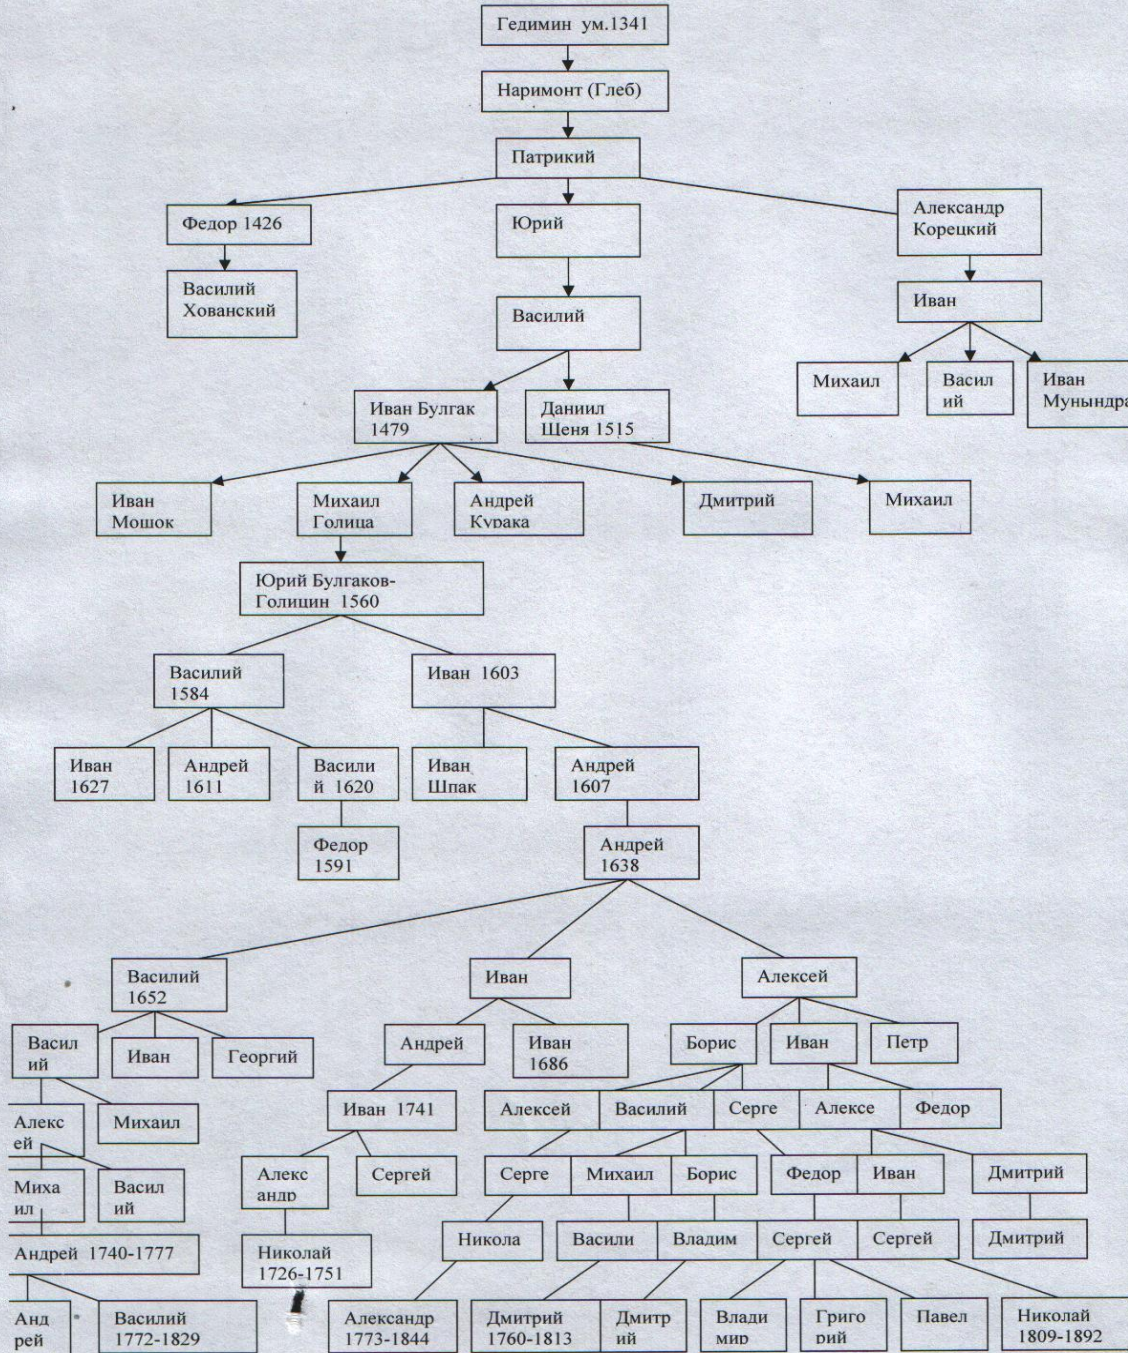 Гедимин ум.1341
Наримонт (Глеб)
Патрикий
Федор 1426
Юрий
Александр
Корецкий
Василий
Хованский
Василий
Иван
Михаил
Васил
ий
Иван
Мунындра
Иван Булгак
1479
Даниил
Щеня 1515
Иван
Мошок
Михаил
Голица
Андрей
Курака
Дмитрий
Михаил
Юрий Булгаков-
Голицин 1560
Василий
1584
Иван 1603
Иван
1627
Андрей
1611
Васили
й 1620
Иван
Шпак
Андрей
1607
Федор
1591
Андрей
1638
Василий
1652
Иван
Алексей
Васил
ий
Иван
Георгий
Андрей
Иван
1686
Борис
Иван
Петр
Алекс
ей
Михаил
Иван 1741
Алексей
Василий
Серге
Алексе
Федор
Миха
ил
Васил
ий
Алекс
андр
Сергей
Серге
Михаил
Борис
Федор
Иван
Дмитрий
Андрей 1740-1777
Николай
1726-1751
Никола
Васили
Владим
Сергей
Сергей
Дмитрий
Анд
рей
Василий
1772-1829
Александр
1773-1844
Дмитрий
1760-1813
Дмитр
ий
Влади
мир
Григо
рий
Павел
Николай
1809-1892